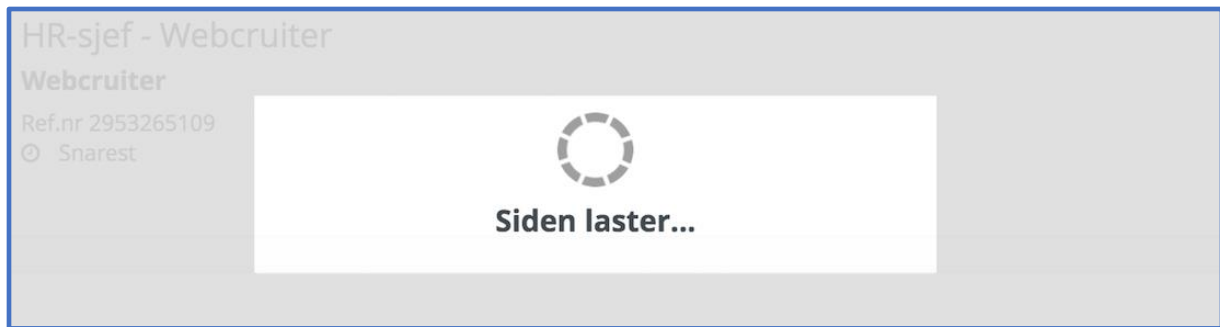 HR-sjef - Webcruiter
Webcruiter
Ref.nr 2953265109
Snarest
Siden laster...